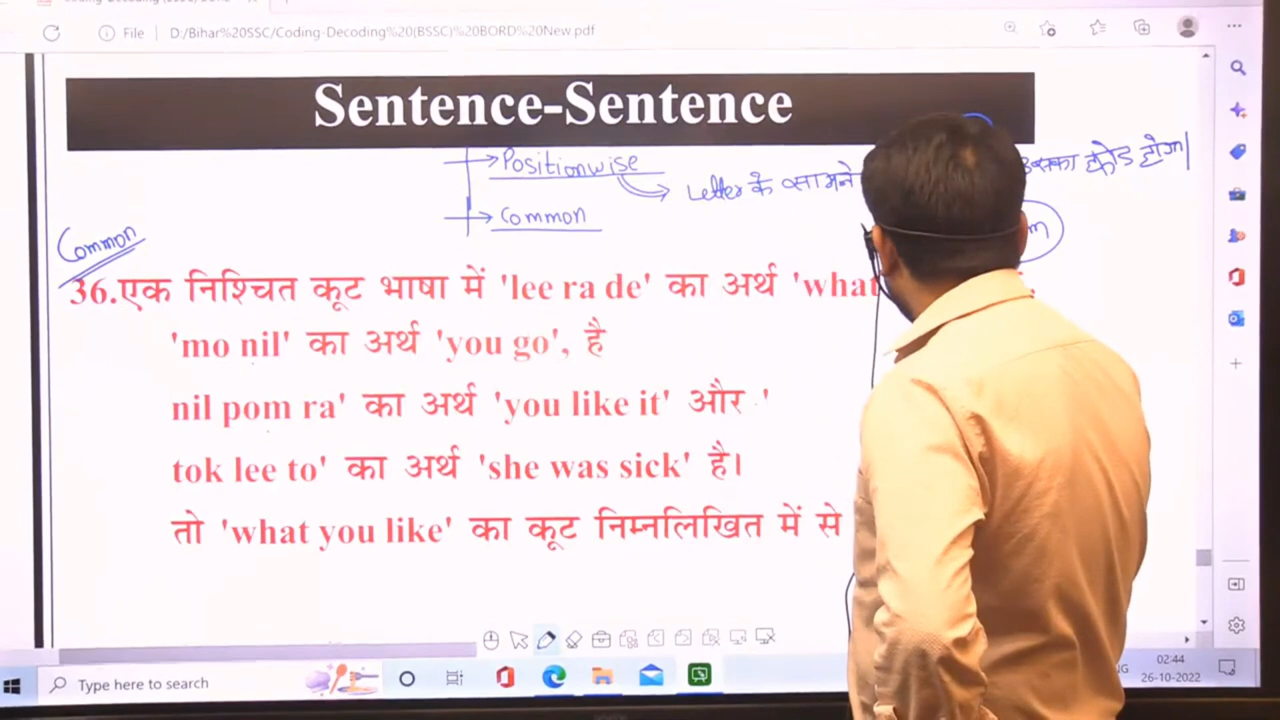 File D:/Bihar%20SSC/Coding-Decoding%20(BSSC)%20BORD%20New.pdf
Sentence-Sentence
Positionwise
Letter के सामने उसका कोड होगा।
Common
Common
36.एक निश्चित कूट भाषा में 'lee ra de' का अर्थ 'what
'mo nil' का अर्थ 'you go', है
nil pom ra' का अर्थ 'you like it' और '
tok lee to' का अर्थ 'she was sick' है।
तो 'what you like' का कूट निम्नलिखित में से
Type here to search
02:44
26-10-2022